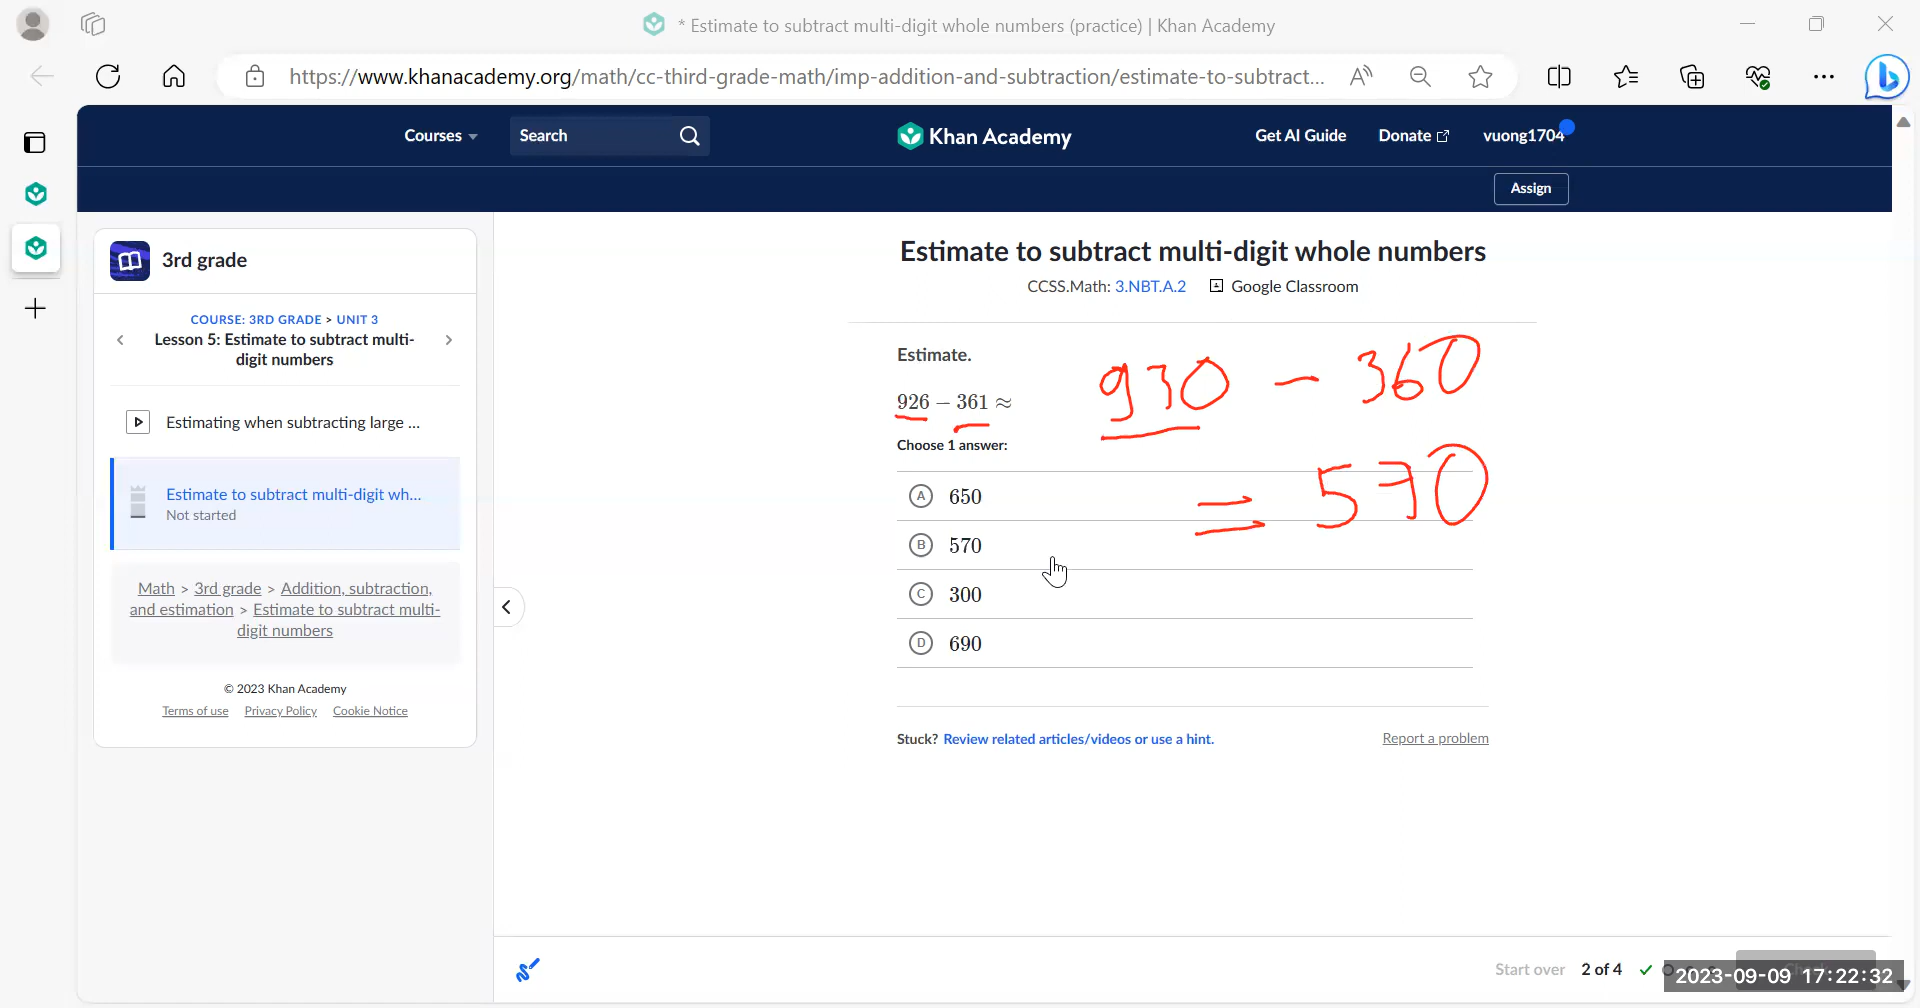 * Estimate to subtract multi-digit whole numbers (practice) | Khan Academy
https://www.khanacademy.org/math/cc-third-grade-math/imp-addition-and-subtraction/estimate-to-subtract...
Courses
Search
Khan Academy
Get AI Guide
Donate
vuong1704
Assign
3rd grade
COURSE: 3RD GRADE > UNIT 3
Lesson 5: Estimate to subtract multi-
digit numbers
Estimating when subtracting large ...
Estimate to subtract multi-digit wh...
Not started
Math > 3rd grade > Addition, subtraction,
and estimation > Estimate to subtract multi-
digit numbers
© 2023 Khan Academy
Terms of use Privacy Policy Cookie Notice
Estimate to subtract multi-digit whole numbers
CCSS.Math: 3.NBT.A.2 Google Classroom
Estimate.
926 − 361 ≈
930 − 360
Choose 1 answer:
= 570
A 650
B 570
C 300
D 690
Stuck? Review related articles/videos or use a hint.
Report a problem
Start over 2 of 4
2023-09-09 17:22:32